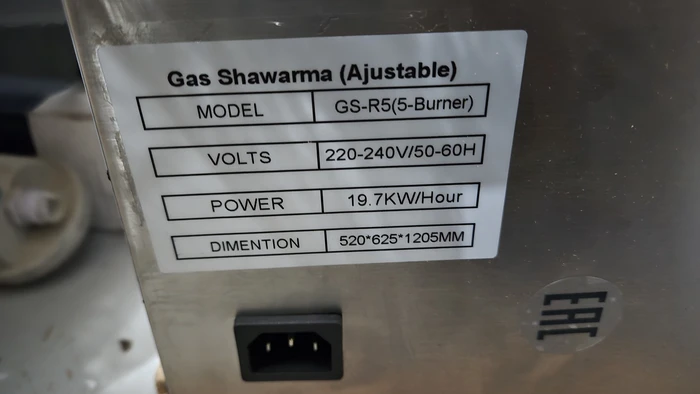 Gas Shawarma (Ajustable)
MODEL GS-R5(5-Burner)
VOLTS 220-240V/50-60H
POWER 19.7KW/Hour
DIMENTION 520*625*1205MM
EAC